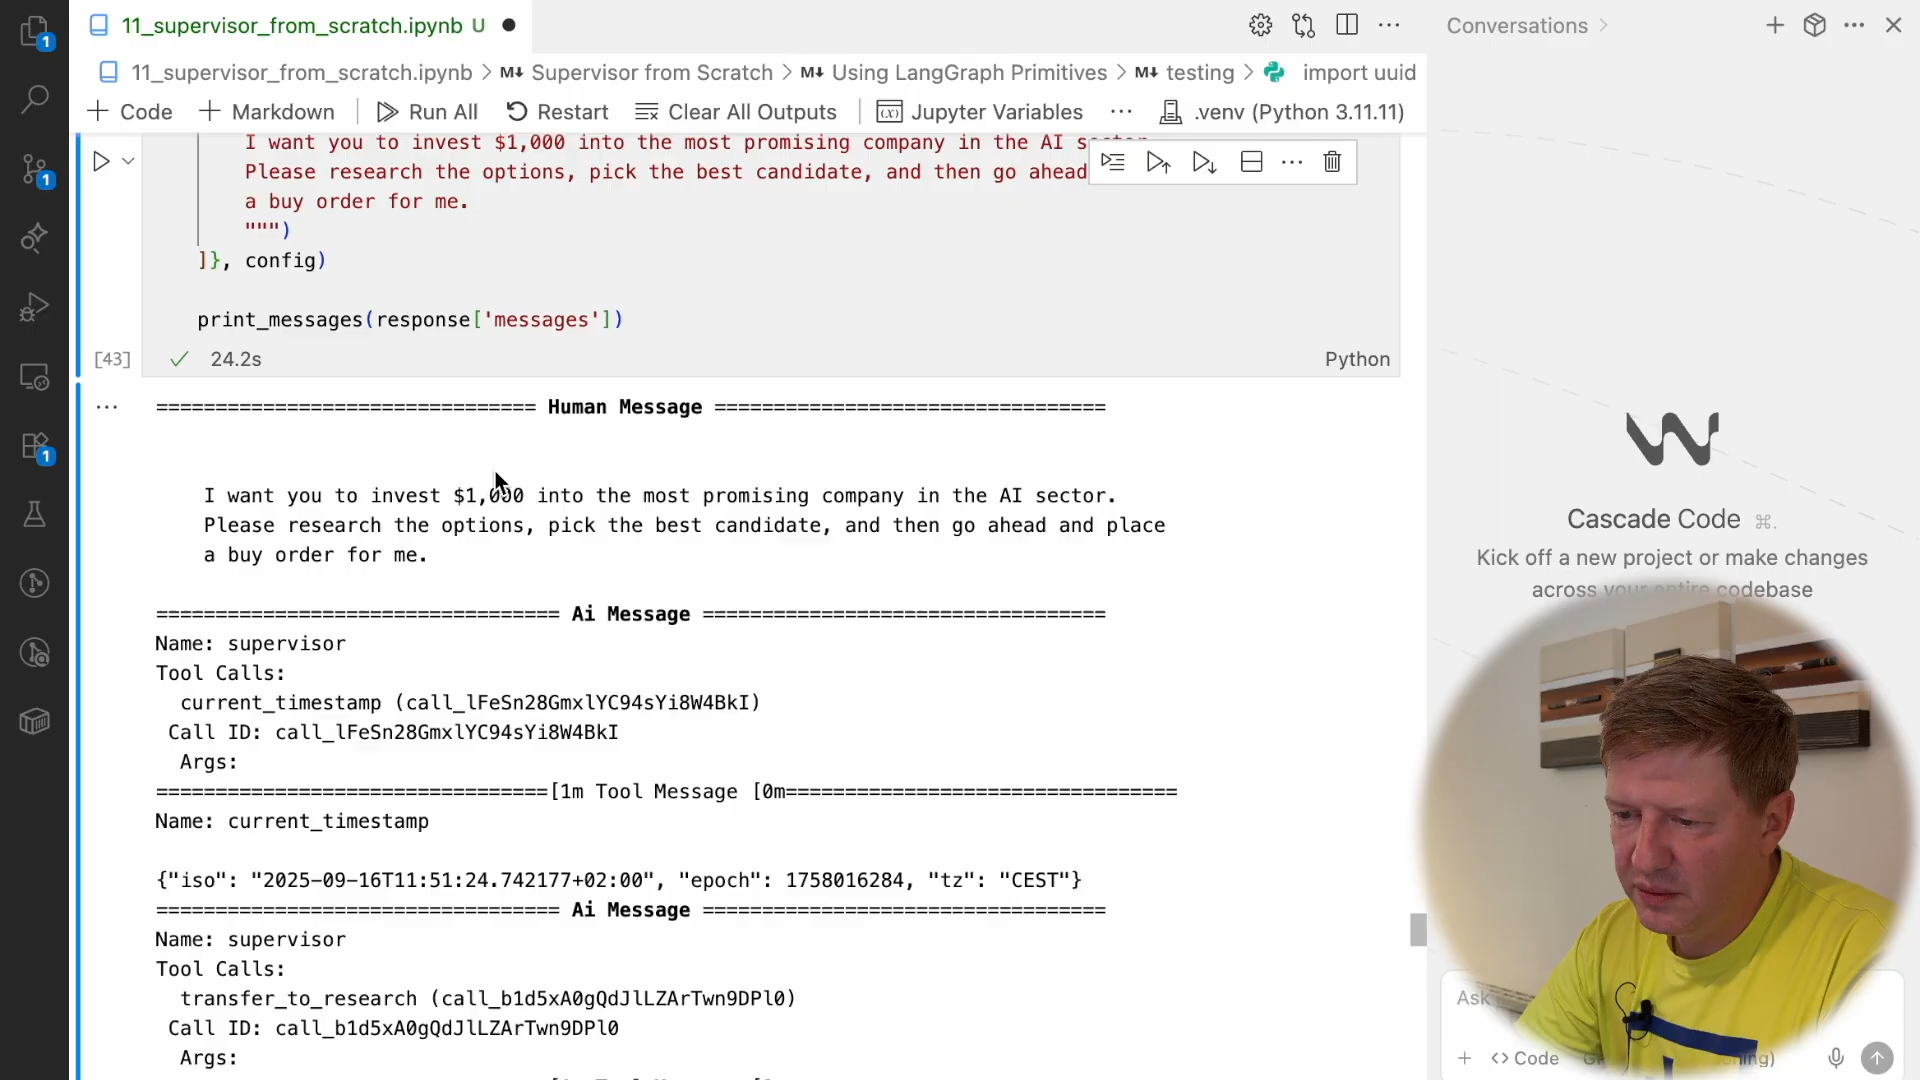 11_supervisor_from_scratch.ipynb U
Conversations
11_supervisor_from_scratch.ipynb > M↓ Supervisor from Scratch > M↓ Using LangGraph Primitives > M↓ testing > import uuid
+ Code + Markdown Run All Restart Clear All Outputs Jupyter Variables ... .venv (Python 3.11.11)
I want you to invest $1,000 into the most promising company in the AI
Please research the options, pick the best candidate, and then go ahead
a buy order for me.
""")
]}, config)
print_messages(response['messages'])
[43] 24.2s Python
=============================== Human Message ================================
I want you to invest $1,000 into the most promising company in the AI sector.
Please research the options, pick the best candidate, and then go ahead and place
a buy order for me.
================================= Ai Message =================================
Name: supervisor
Tool Calls:
current_timestamp (call_lFeSn28GmxlYC94sYi8W4BkI)
Call ID: call_lFeSn28GmxlYC94sYi8W4BkI
Args:
================================[1m Tool Message [0m================================
Name: current_timestamp
{"iso": "2025-09-16T11:51:24.742177+02:00", "epoch": 1758016284, "tz": "CEST"}
================================= Ai Message =================================
Name: supervisor
Tool Calls:
transfer_to_research (call_b1d5xA0gQdJlLZArTwn9DPl0)
Call ID: call_b1d5xA0gQdJlLZArTwn9DPl0
Args:
1
1
1
Cascade Code ⌘.
Kick off a new project or make changes
across your entire codebase
Ask
+ <> Code